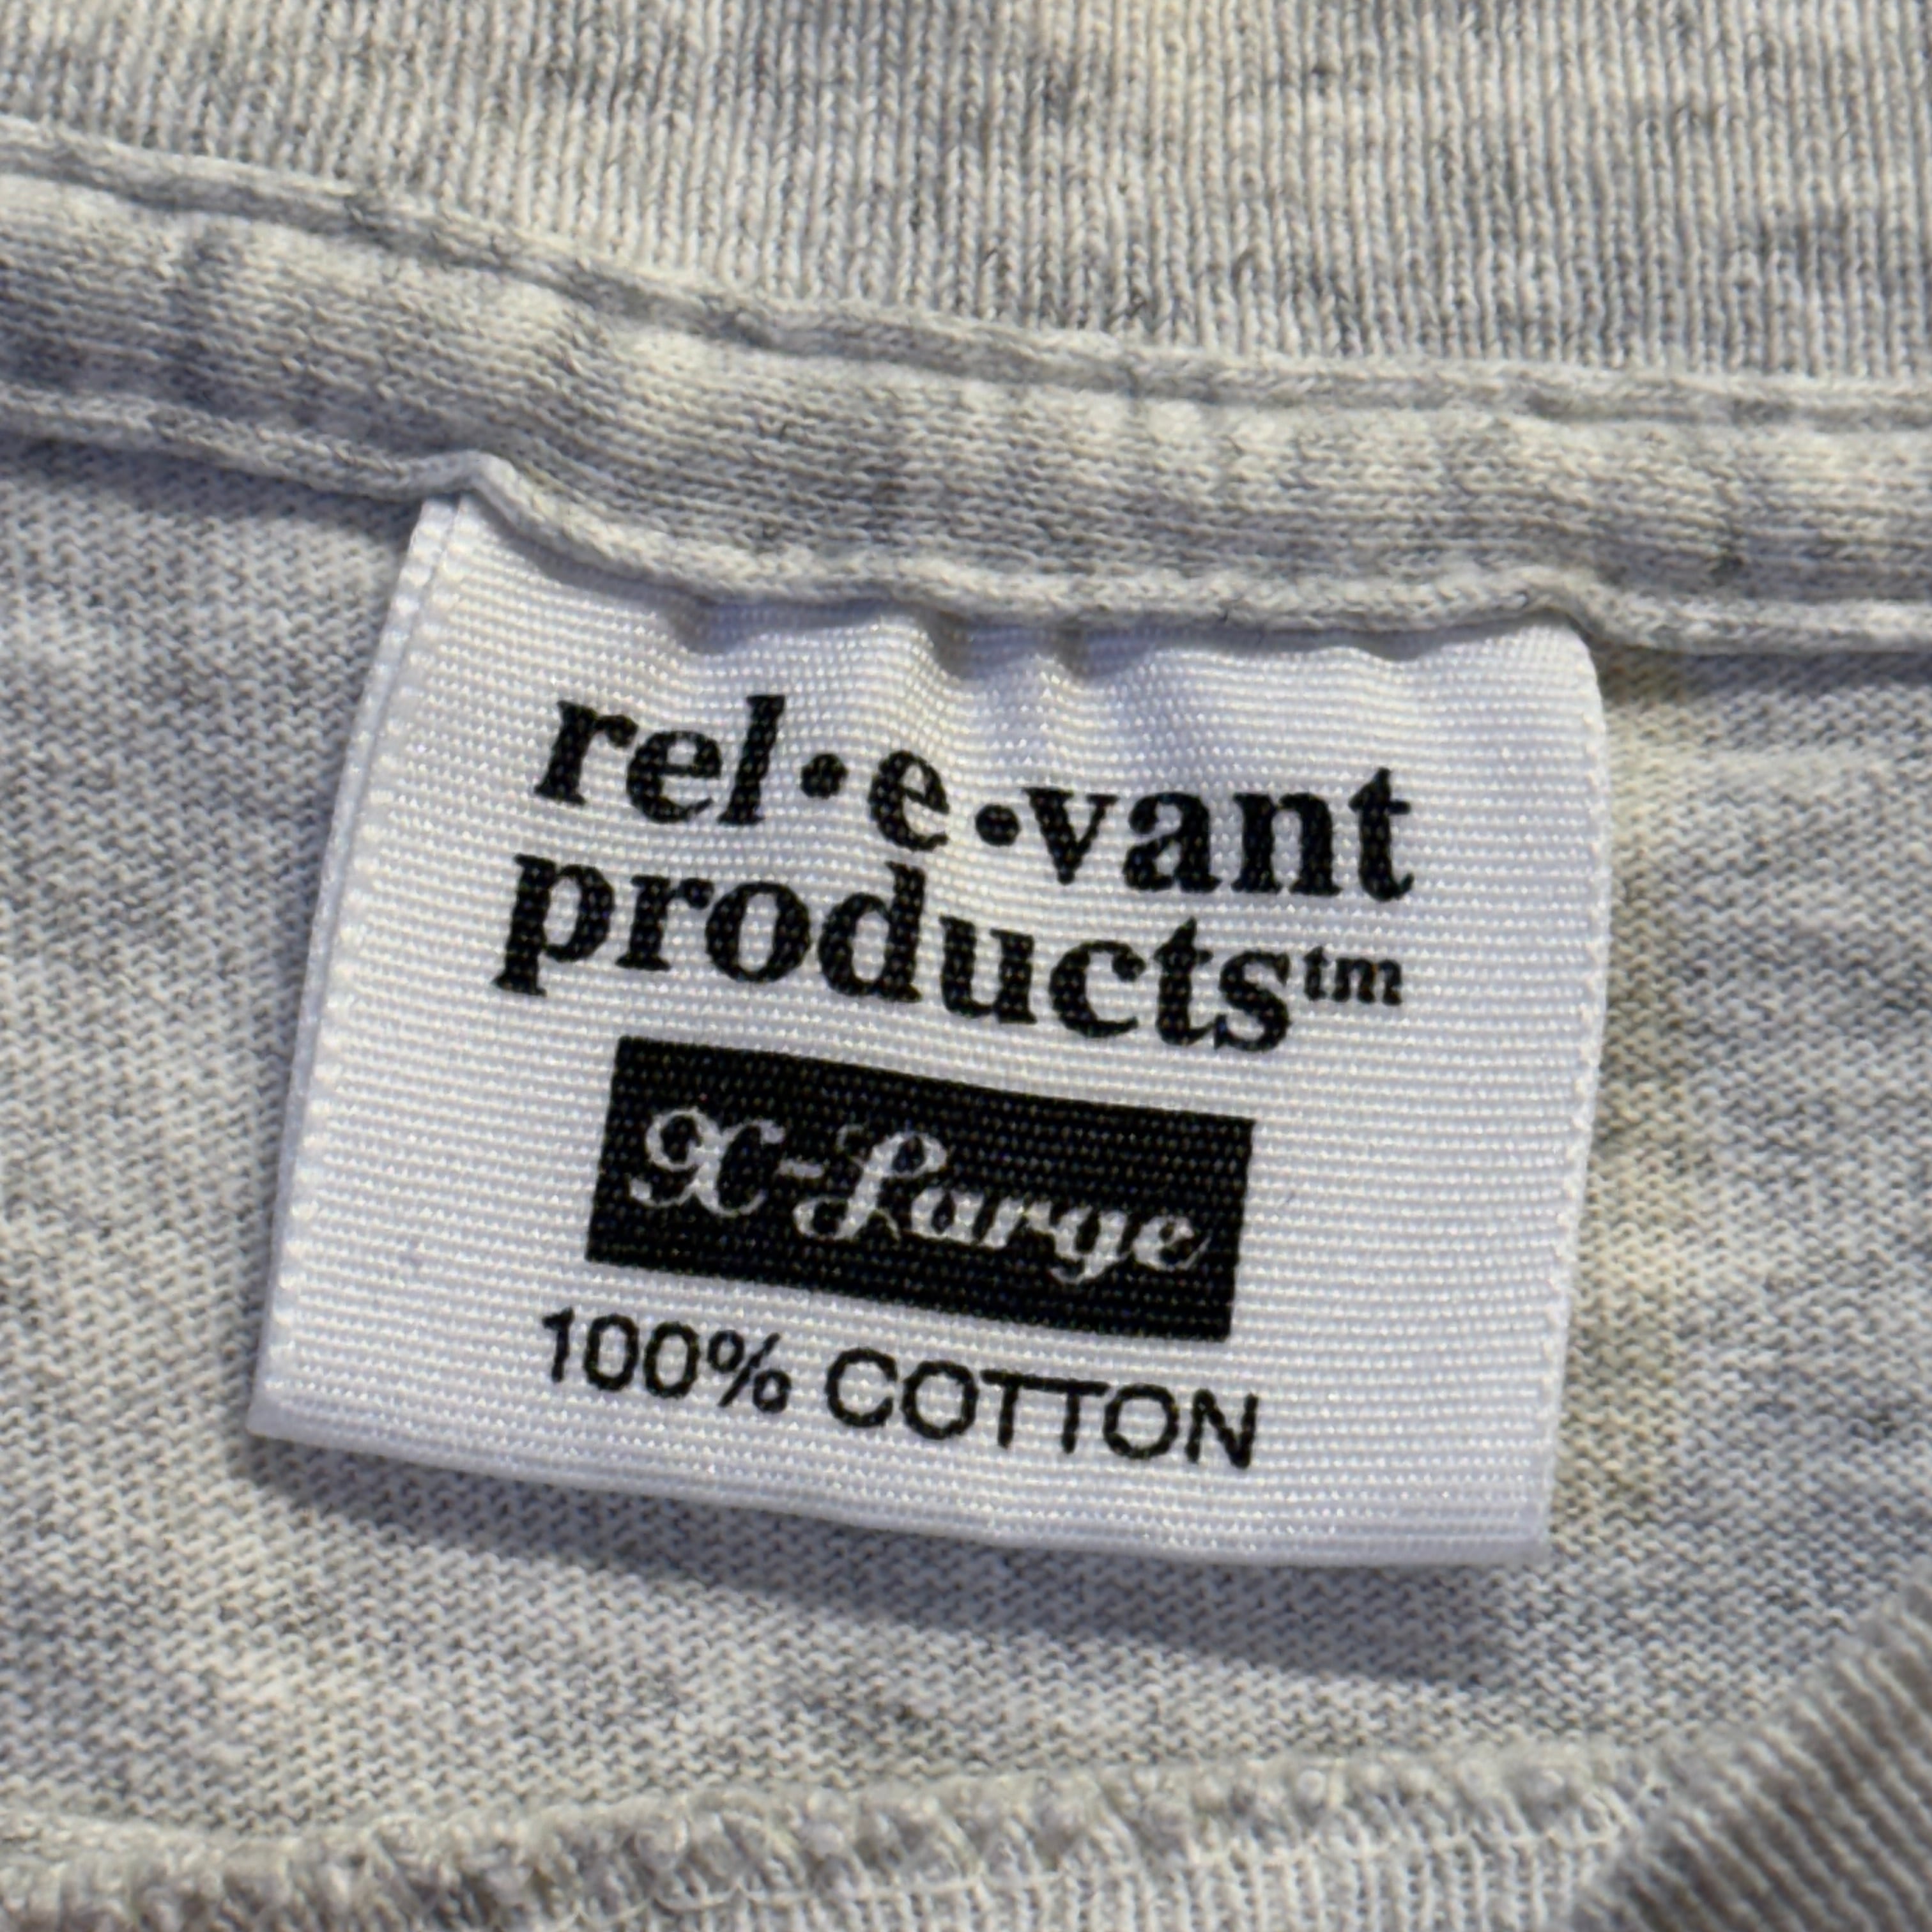 rel•e•vant
products™
X-Large
100% COTTON